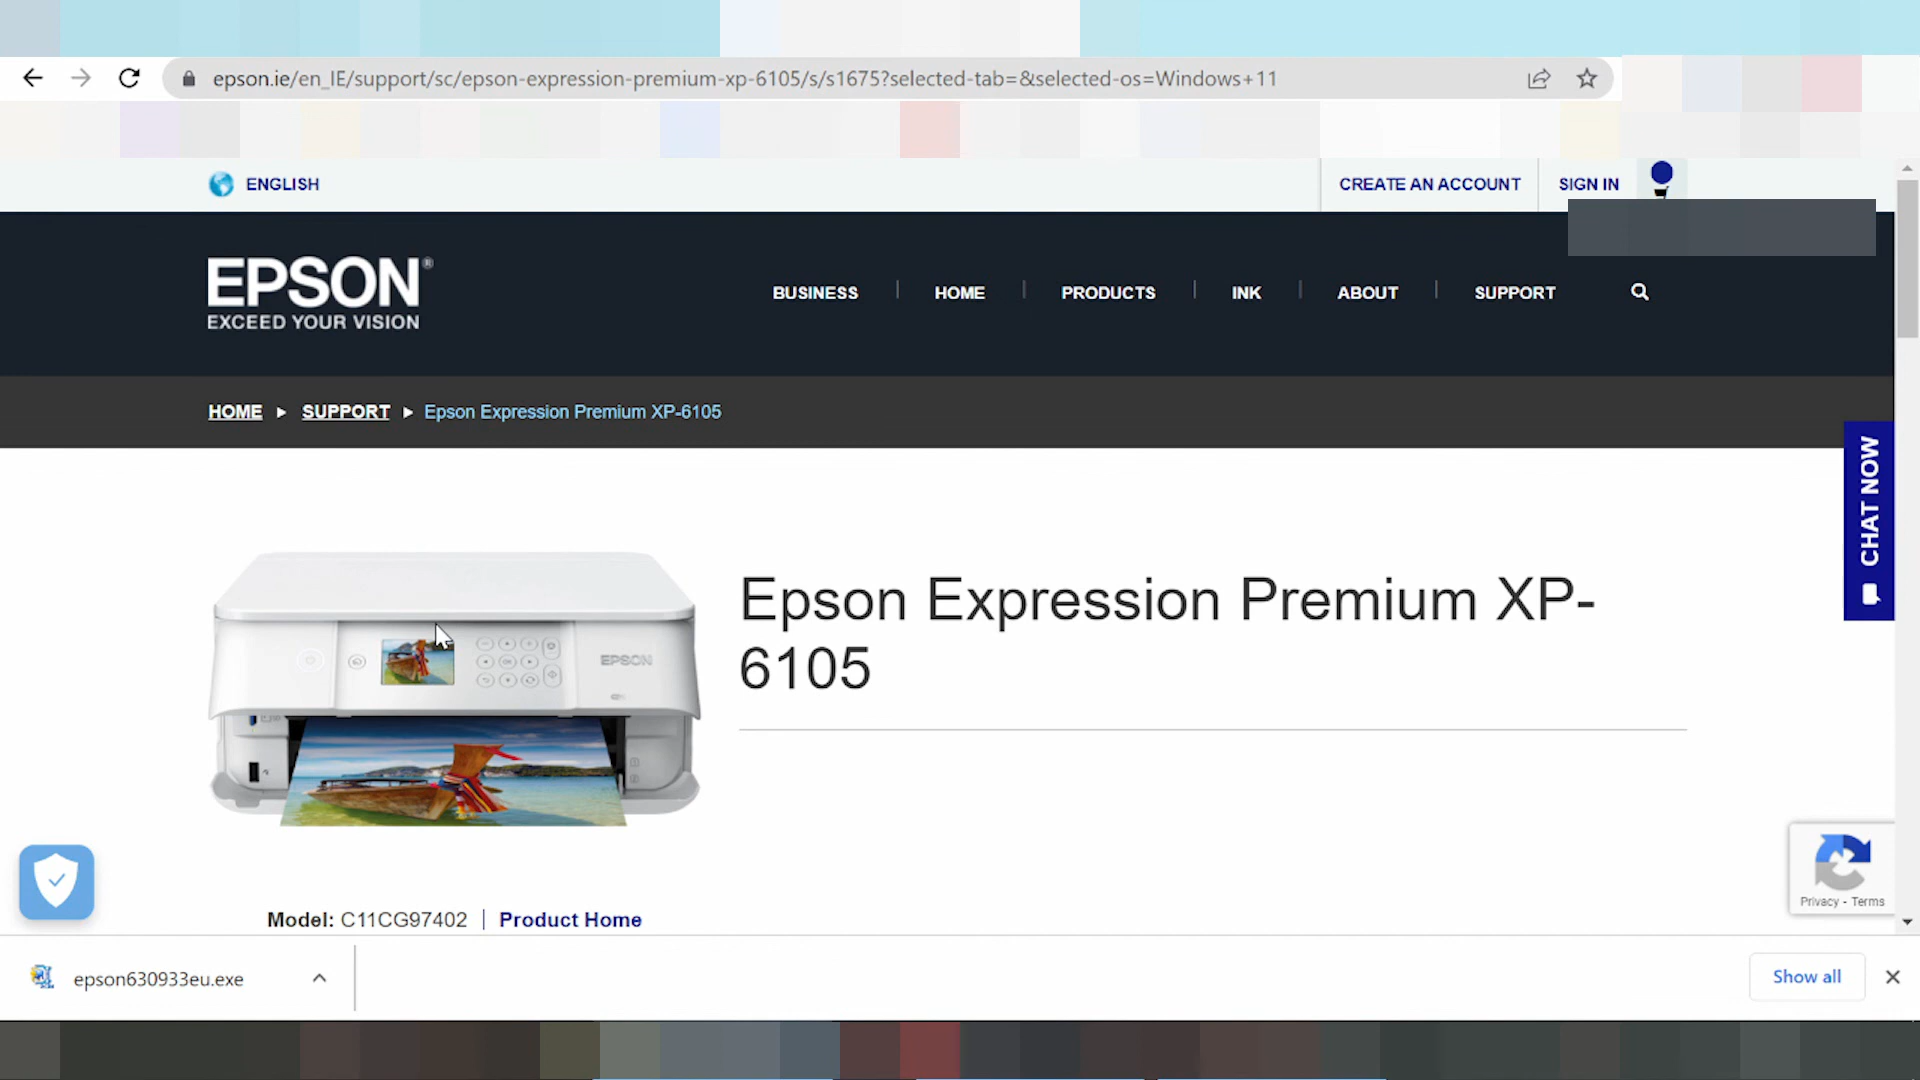 epson.ie/en_IE/support/sc/epson-expression-premium-xp-6105/s/s1675?selected-tab=&selected-os=Windows+11
ENGLISH
CREATE AN ACCOUNT
SIGN IN
EPSON®
EXCEED YOUR VISION
BUSINESS
HOME
PRODUCTS
INK
ABOUT
SUPPORT
HOME
SUPPORT
Epson Expression Premium XP-6105
CHAT NOW
EPSON
OK
Epson Expression Premium XP-
6105
Privacy - Terms
Model: C11CG97402 | Product Home
epson630933eu.exe
Show all